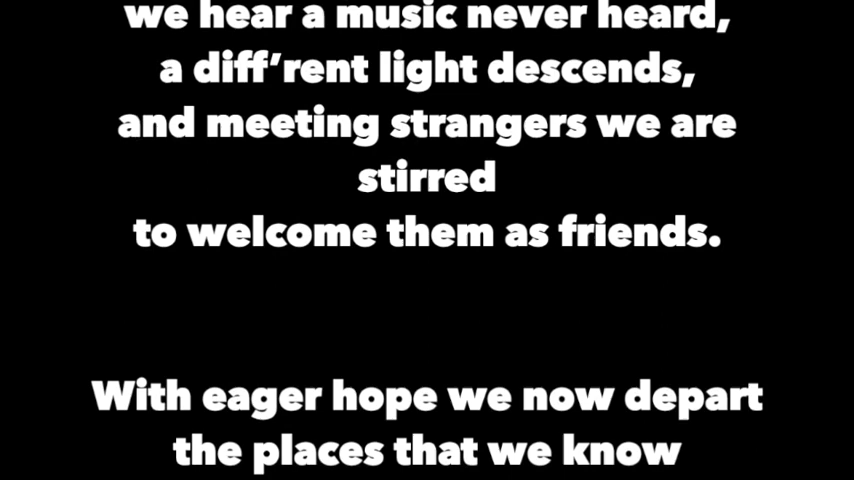 we hear a music never heard,
a diff’rent light descends,
and meeting strangers we are
stirred
to welcome them as friends.
With eager hope we now depart
the places that we know